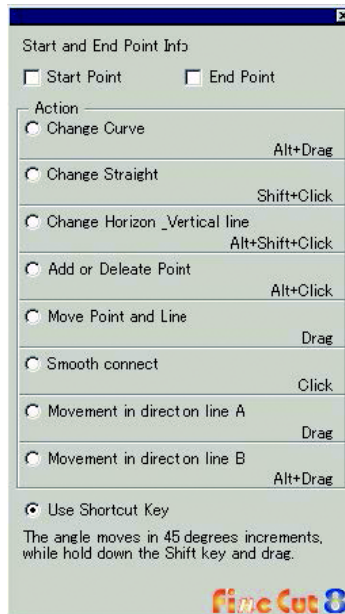 Start and End Point Info
Start Point End Point
Action
Change Curve
Alt+Drag
Change Straight
Shift+Click
Change Horizon _Vertical line
Alt+Shift+Click
Add or Deleate Point
Alt+Click
Move Point and Line
Drag
Smooth connect
Click
Movement in direction line A
Drag
Movement in direction line B
Alt+Drag
Use Shortcut Key
The angle moves in 45 degrees increments,
while hold down the Shift key and drag.
Fine Cut 8